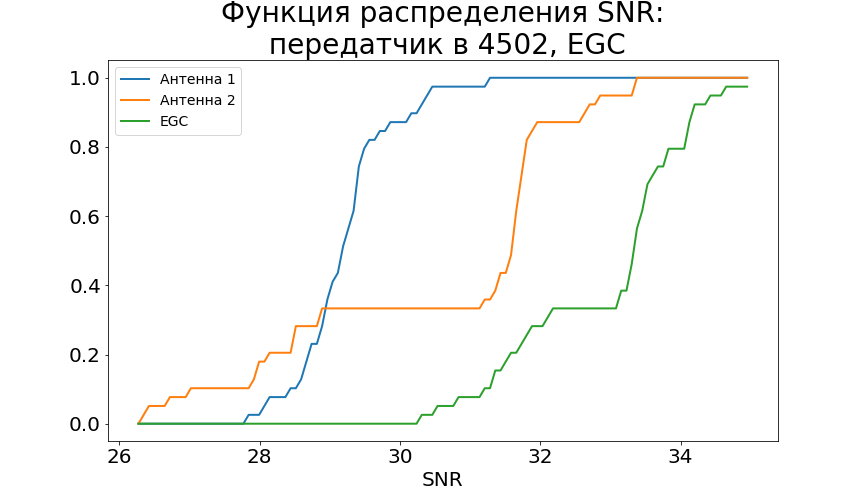 Функция распределения SNR:
передатчик в 4502, EGC
Антенна 1
Антенна 2
EGC
1.0
0.8
0.6
0.4
0.2
0.0
26 28 30 32 34
SNR